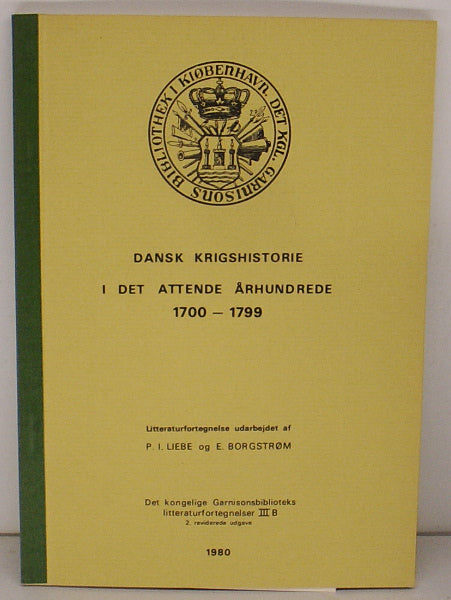 DET KGL. GARNISONS BIBLIOTHEK I KIØBENHAVN.
DANSK KRIGSHISTORIE
I DET ATTENDE ÅRHUNDREDE
1700 – 1799
Litteraturfortegnelse udarbejdet af
P. I. LIEBE og E. BORGSTRØM
Det kongelige Garnisonsbiblioteks
litteraturfortegnelser III B
2. reviderede udgave
1980